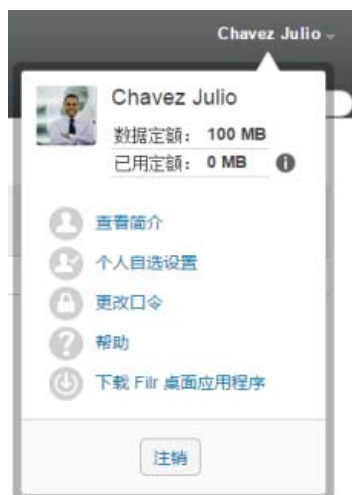 Chavez Julio
Chavez Julio
数据定额: 100 MB
已用定额: 0 MB
查看简介
个人自选设置
更改口令
帮助
下载 Filr 桌面应用程序
注销